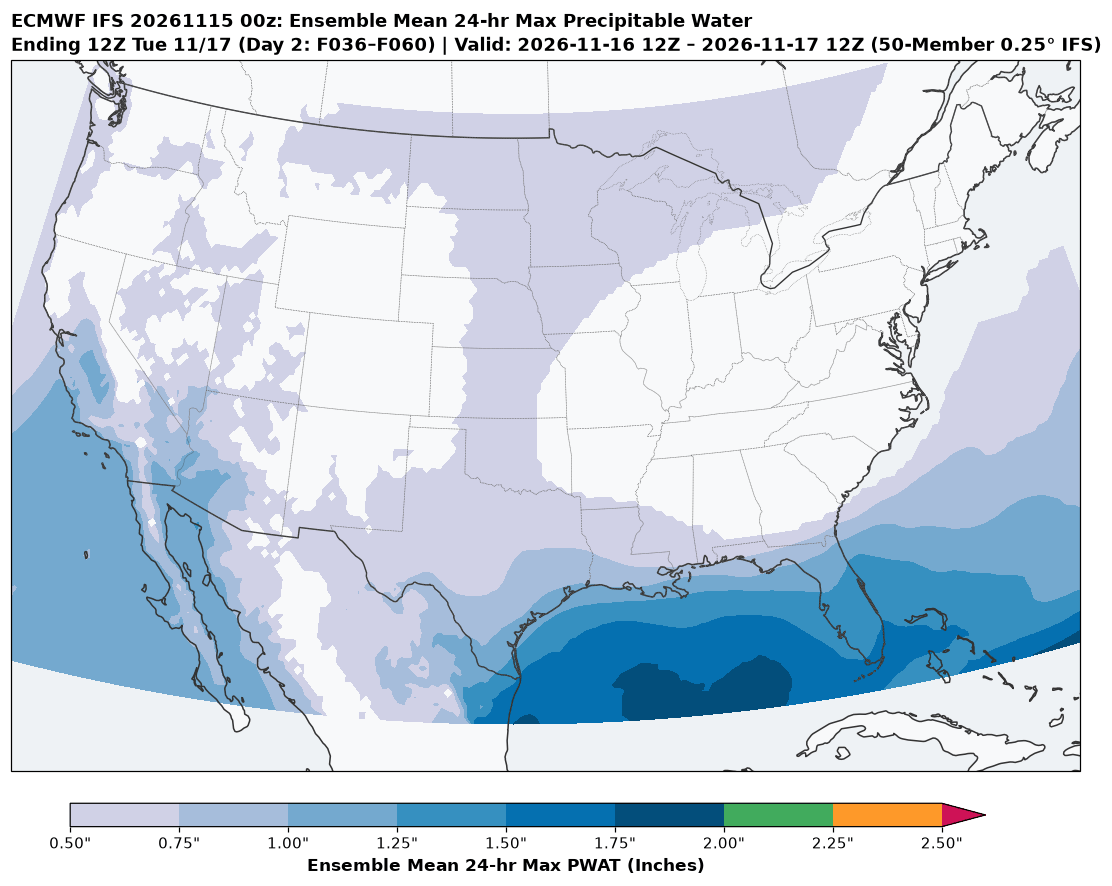 ECMWF IFS 20261115 00z: Ensemble Mean 24-hr Max Precipitable Water
Ending 12Z Tue 11/17 (Day 2: F036–F060) | Valid: 2026-11-16 12Z – 2026-11-17 12Z (50-Member 0.25° IFS)
0.50" 0.75" 1.00" 1.25" 1.50" 1.75" 2.00" 2.25" 2.50"
Ensemble Mean 24-hr Max PWAT (Inches)